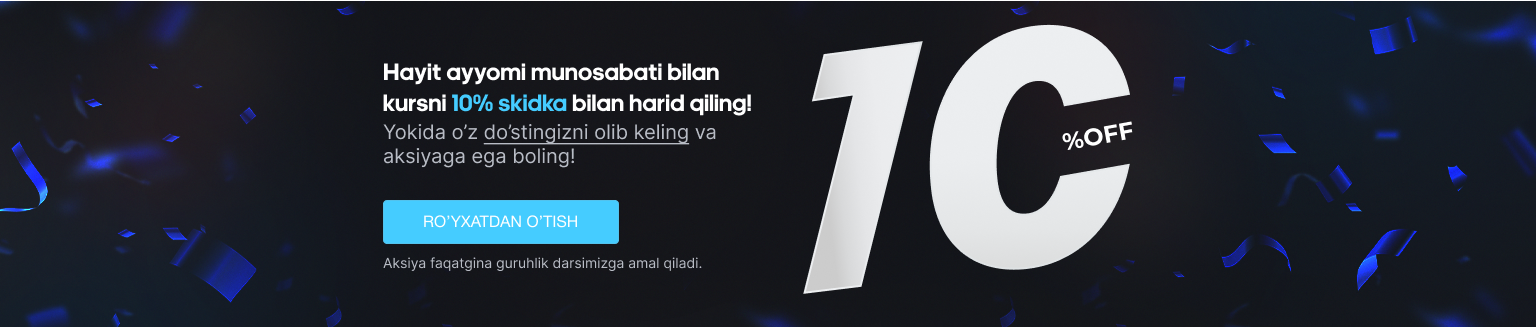 Hayit ayyomi munosabati bilan
kursni 10% skidka bilan harid qiling!
Yokida o’z do’stingizni olib keling va
aksiyaga ega boling!
RO’YXATDAN O’TISH
Aksiya faqatgina guruhlik darsimizga amal qiladi.
10
%OFF